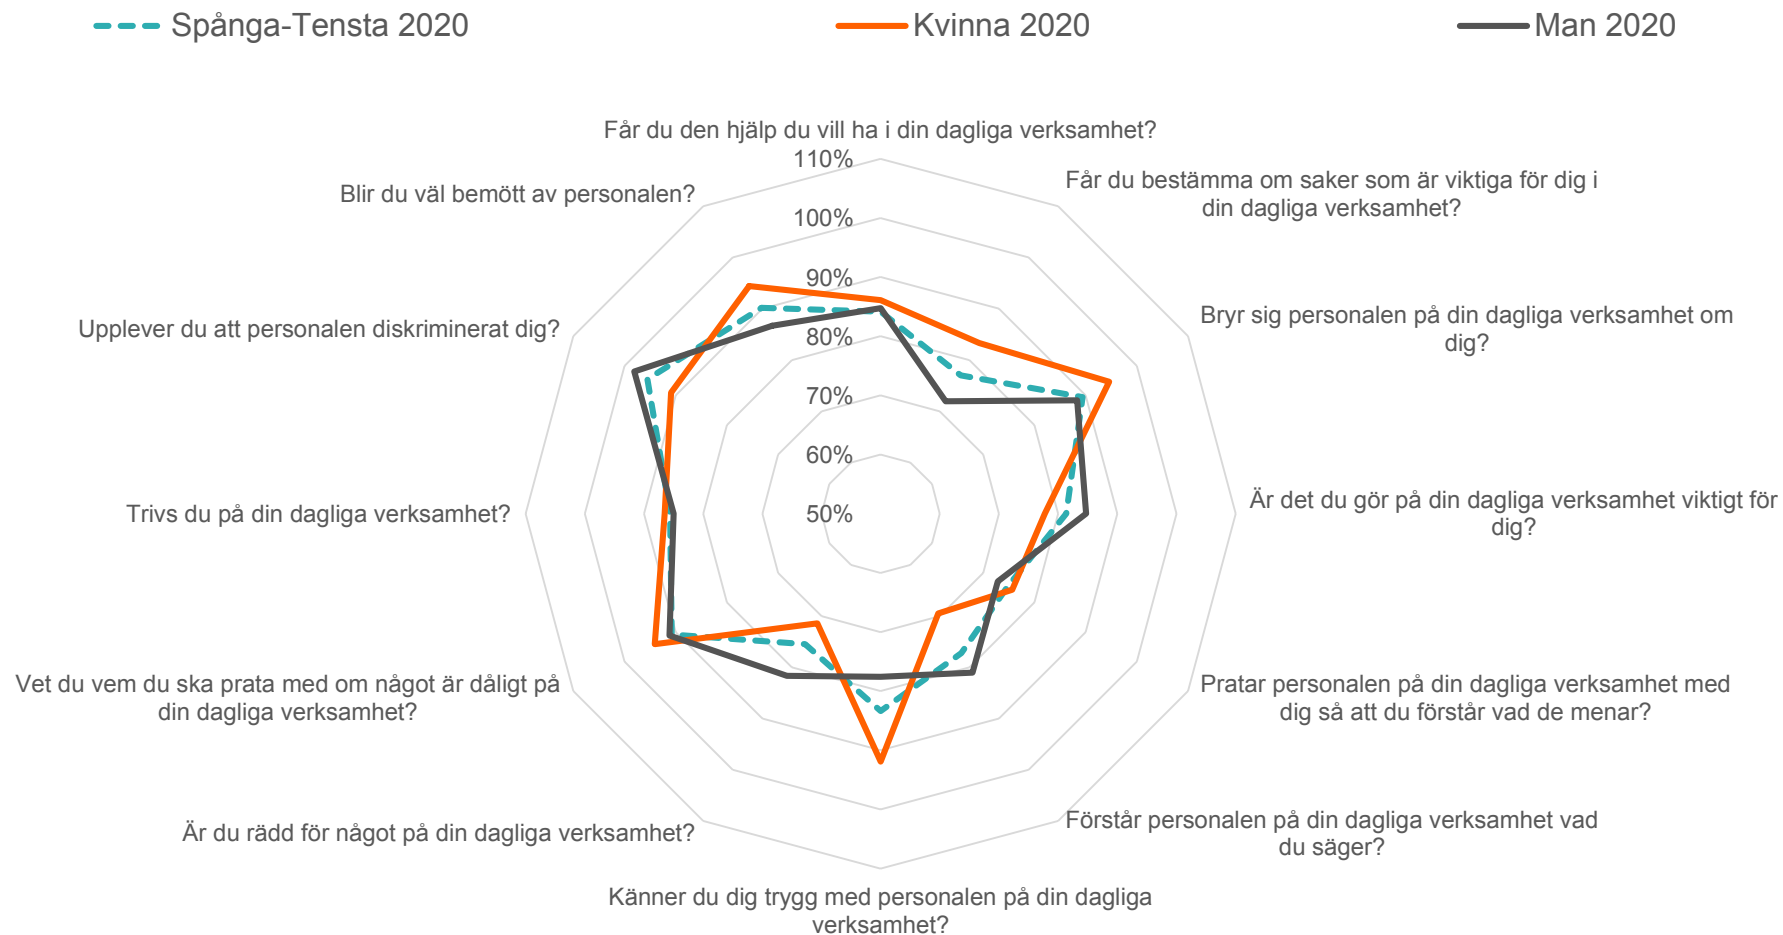 Spånga-Tensta 2020
Kvinna 2020
Man 2020
Får du den hjälp du vill ha i din dagliga verksamhet?
110%
100%
90%
80%
70%
60%
50%
Får du bestämma om saker som är viktiga för dig i
din dagliga verksamhet?
Bryr sig personalen på din dagliga verksamhet om
dig?
Är det du gör på din dagliga verksamhet viktigt för
dig?
Pratar personalen på din dagliga verksamhet med
dig så att du förstår vad de menar?
Förstår personalen på din dagliga verksamhet vad
du säger?
Känner du dig trygg med personalen på din dagliga
verksamhet?
Är du rädd för något på din dagliga verksamhet?
Vet du vem du ska prata med om något är dåligt på
din dagliga verksamhet?
Trivs du på din dagliga verksamhet?
Upplever du att personalen diskriminerat dig?
Blir du väl bemött av personalen?